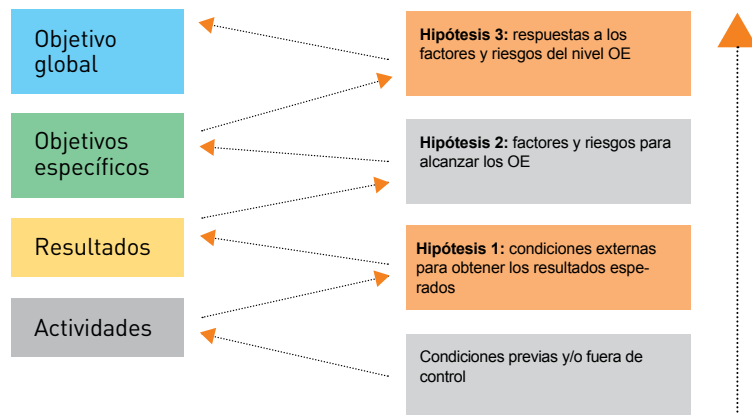 Objetivo
global
Hipótesis 3: respuestas a los
factores y riesgos del nivel OE
Objetivos
específicos
Hipótesis 2: factores y riesgos para
alcanzar los OE
Resultados
Hipótesis 1: condiciones externas
para obtener los resultados espe-
rados
Actividades
Condiciones previas y/o fuera de
control